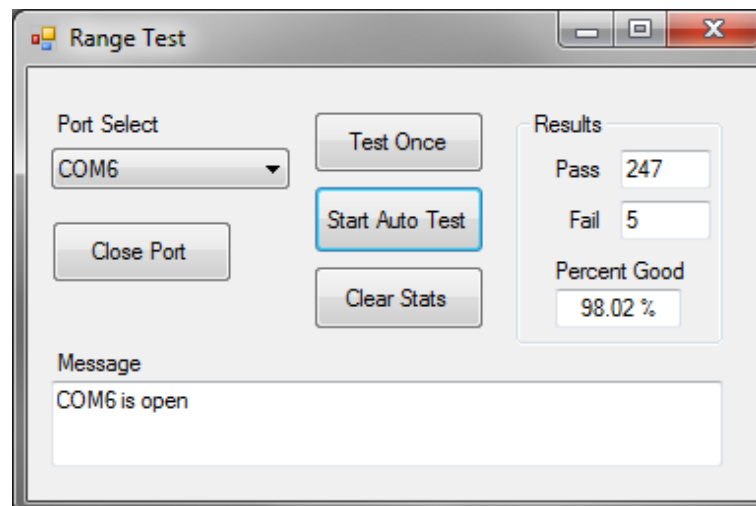 Range Test
Port Select
COM6
Close Port
Test Once
Start Auto Test
Clear Stats
Results
Pass 247
Fail 5
Percent Good
98.02 %
Message
COM6 is open